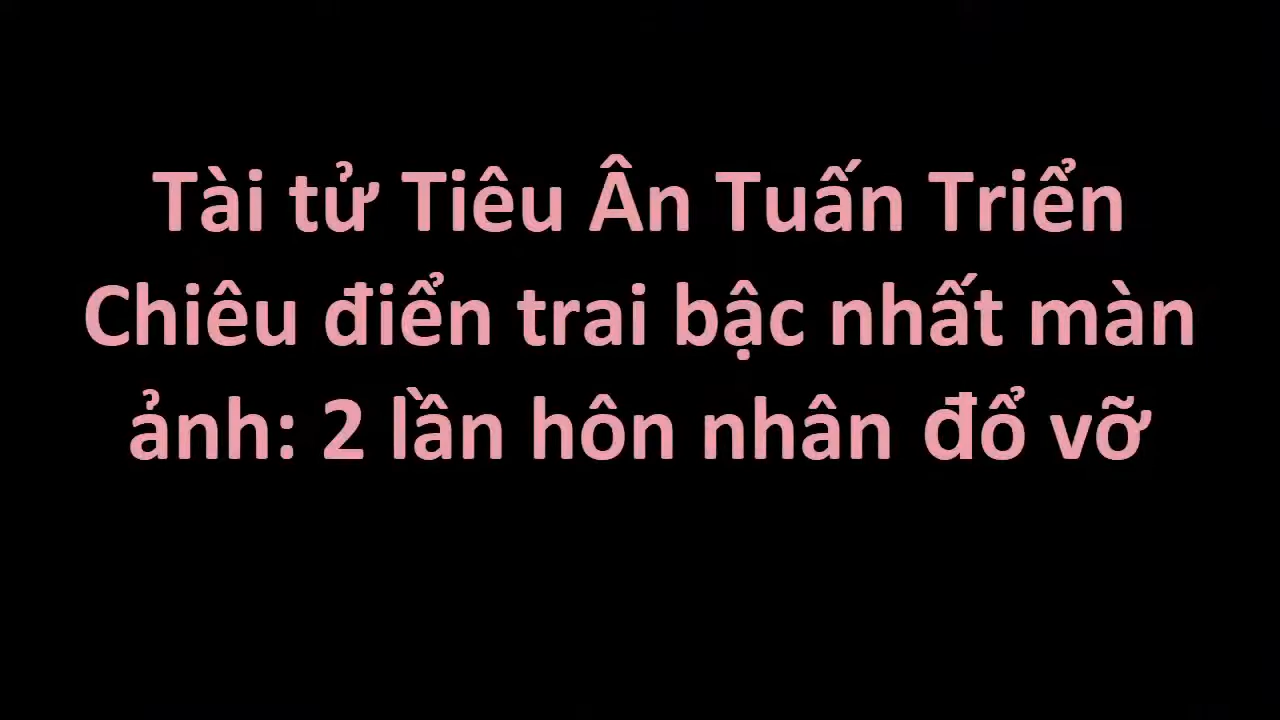 Tài tử Tiêu Ân Tuấn Triển
Chiêu điển trai bậc nhất màn
ảnh: 2 lần hôn nhân đổ vỡ